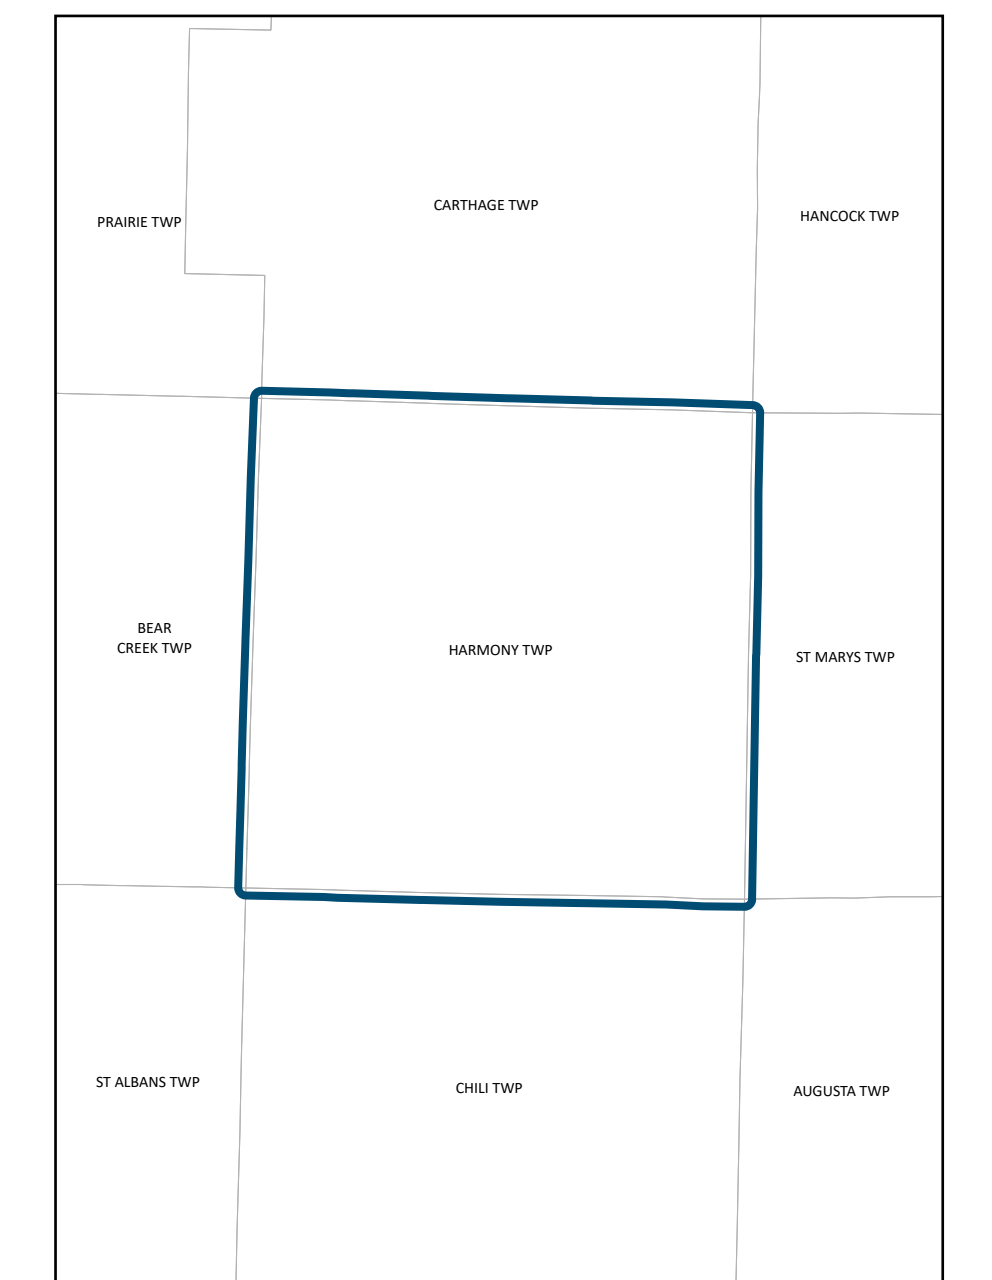 PRAIRIE TWP
CARTHAGE TWP
HANCOCK TWP
BEAR
CREEK TWP
HARMONY TWP
ST MARYS TWP
ST ALBANS TWP
CHILI TWP
AUGUSTA TWP